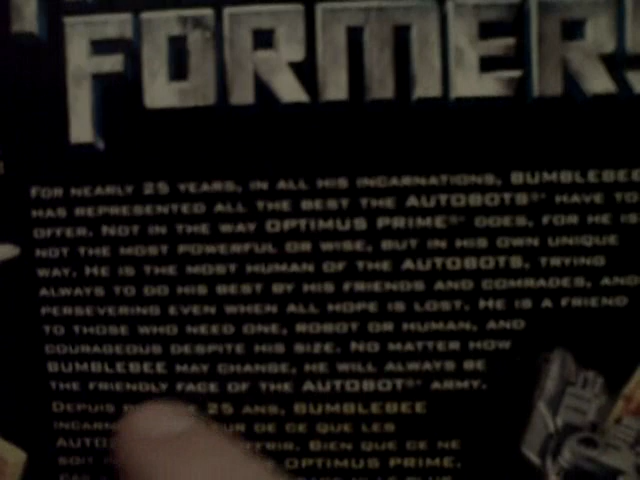 FORMERS
FOR NEARLY 25 YEARS, IN ALL HIS INCARNATIONS, BUMBLEBEE
HAS REPRESENTED ALL THE BEST THE AUTOBOTS HAVE TO
OFFER. NOT IN THE WAY OPTIMUS PRIME DOES, FOR HE IS
NOT THE MOST POWERFUL OR WISE, BUT IN HIS OWN UNIQUE
WAY. HE IS THE MOST HUMAN OF THE AUTOBOTS, TRYING
ALWAYS TO DO HIS BEST BY HIS FRIENDS AND COMRADES, AND
PERSEVERING EVEN WHEN ALL HOPE IS LOST. HE IS A FRIEND
TO THOSE WHO NEED ONE, ROBOT OR HUMAN, AND
COURAGEOUS DESPITE HIS SIZE. NO MATTER HOW
BUMBLEBEE MAY CHANGE, HE WILL ALWAYS BE
THE FRIENDLY FACE OF THE AUTOBOT ARMY.
DEPUIS 25 ANS, BUMBLEBEE
DE CE QUE LES
BIEN QUE CE NE
SOIT OPTIMUS PRIME,